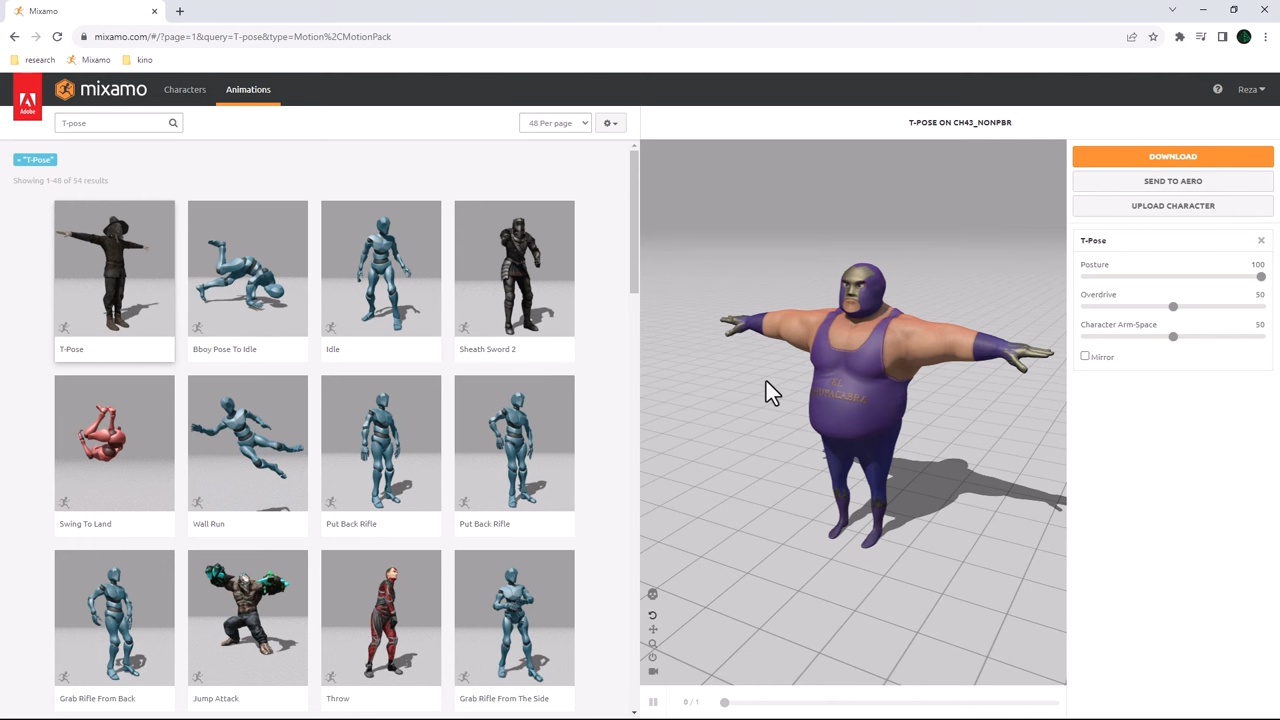 Mixamo
mixamo.com/#/?page=1&query=T-pose&type=Motion%2CMotionPack
research
Mixamo
kino
Adobe
mixamo
Characters
Animations
Reza
T-pose
48 Per page
T-POSE ON CH43_NONPBR
× "T-Pose"
Showing 1-48 of 54 results
T-Pose
Bboy Pose To Idle
Idle
Sheath Sword 2
Swing To Land
Wall Run
Put Back Rifle
Put Back Rifle
Grab Rifle From Back
Jump Attack
Throw
Grab Rifle From The Side
0 / 1
DOWNLOAD
SEND TO AERO
UPLOAD CHARACTER
T-Pose
Posture 100
Overdrive 50
Character Arm-Space 50
Mirror